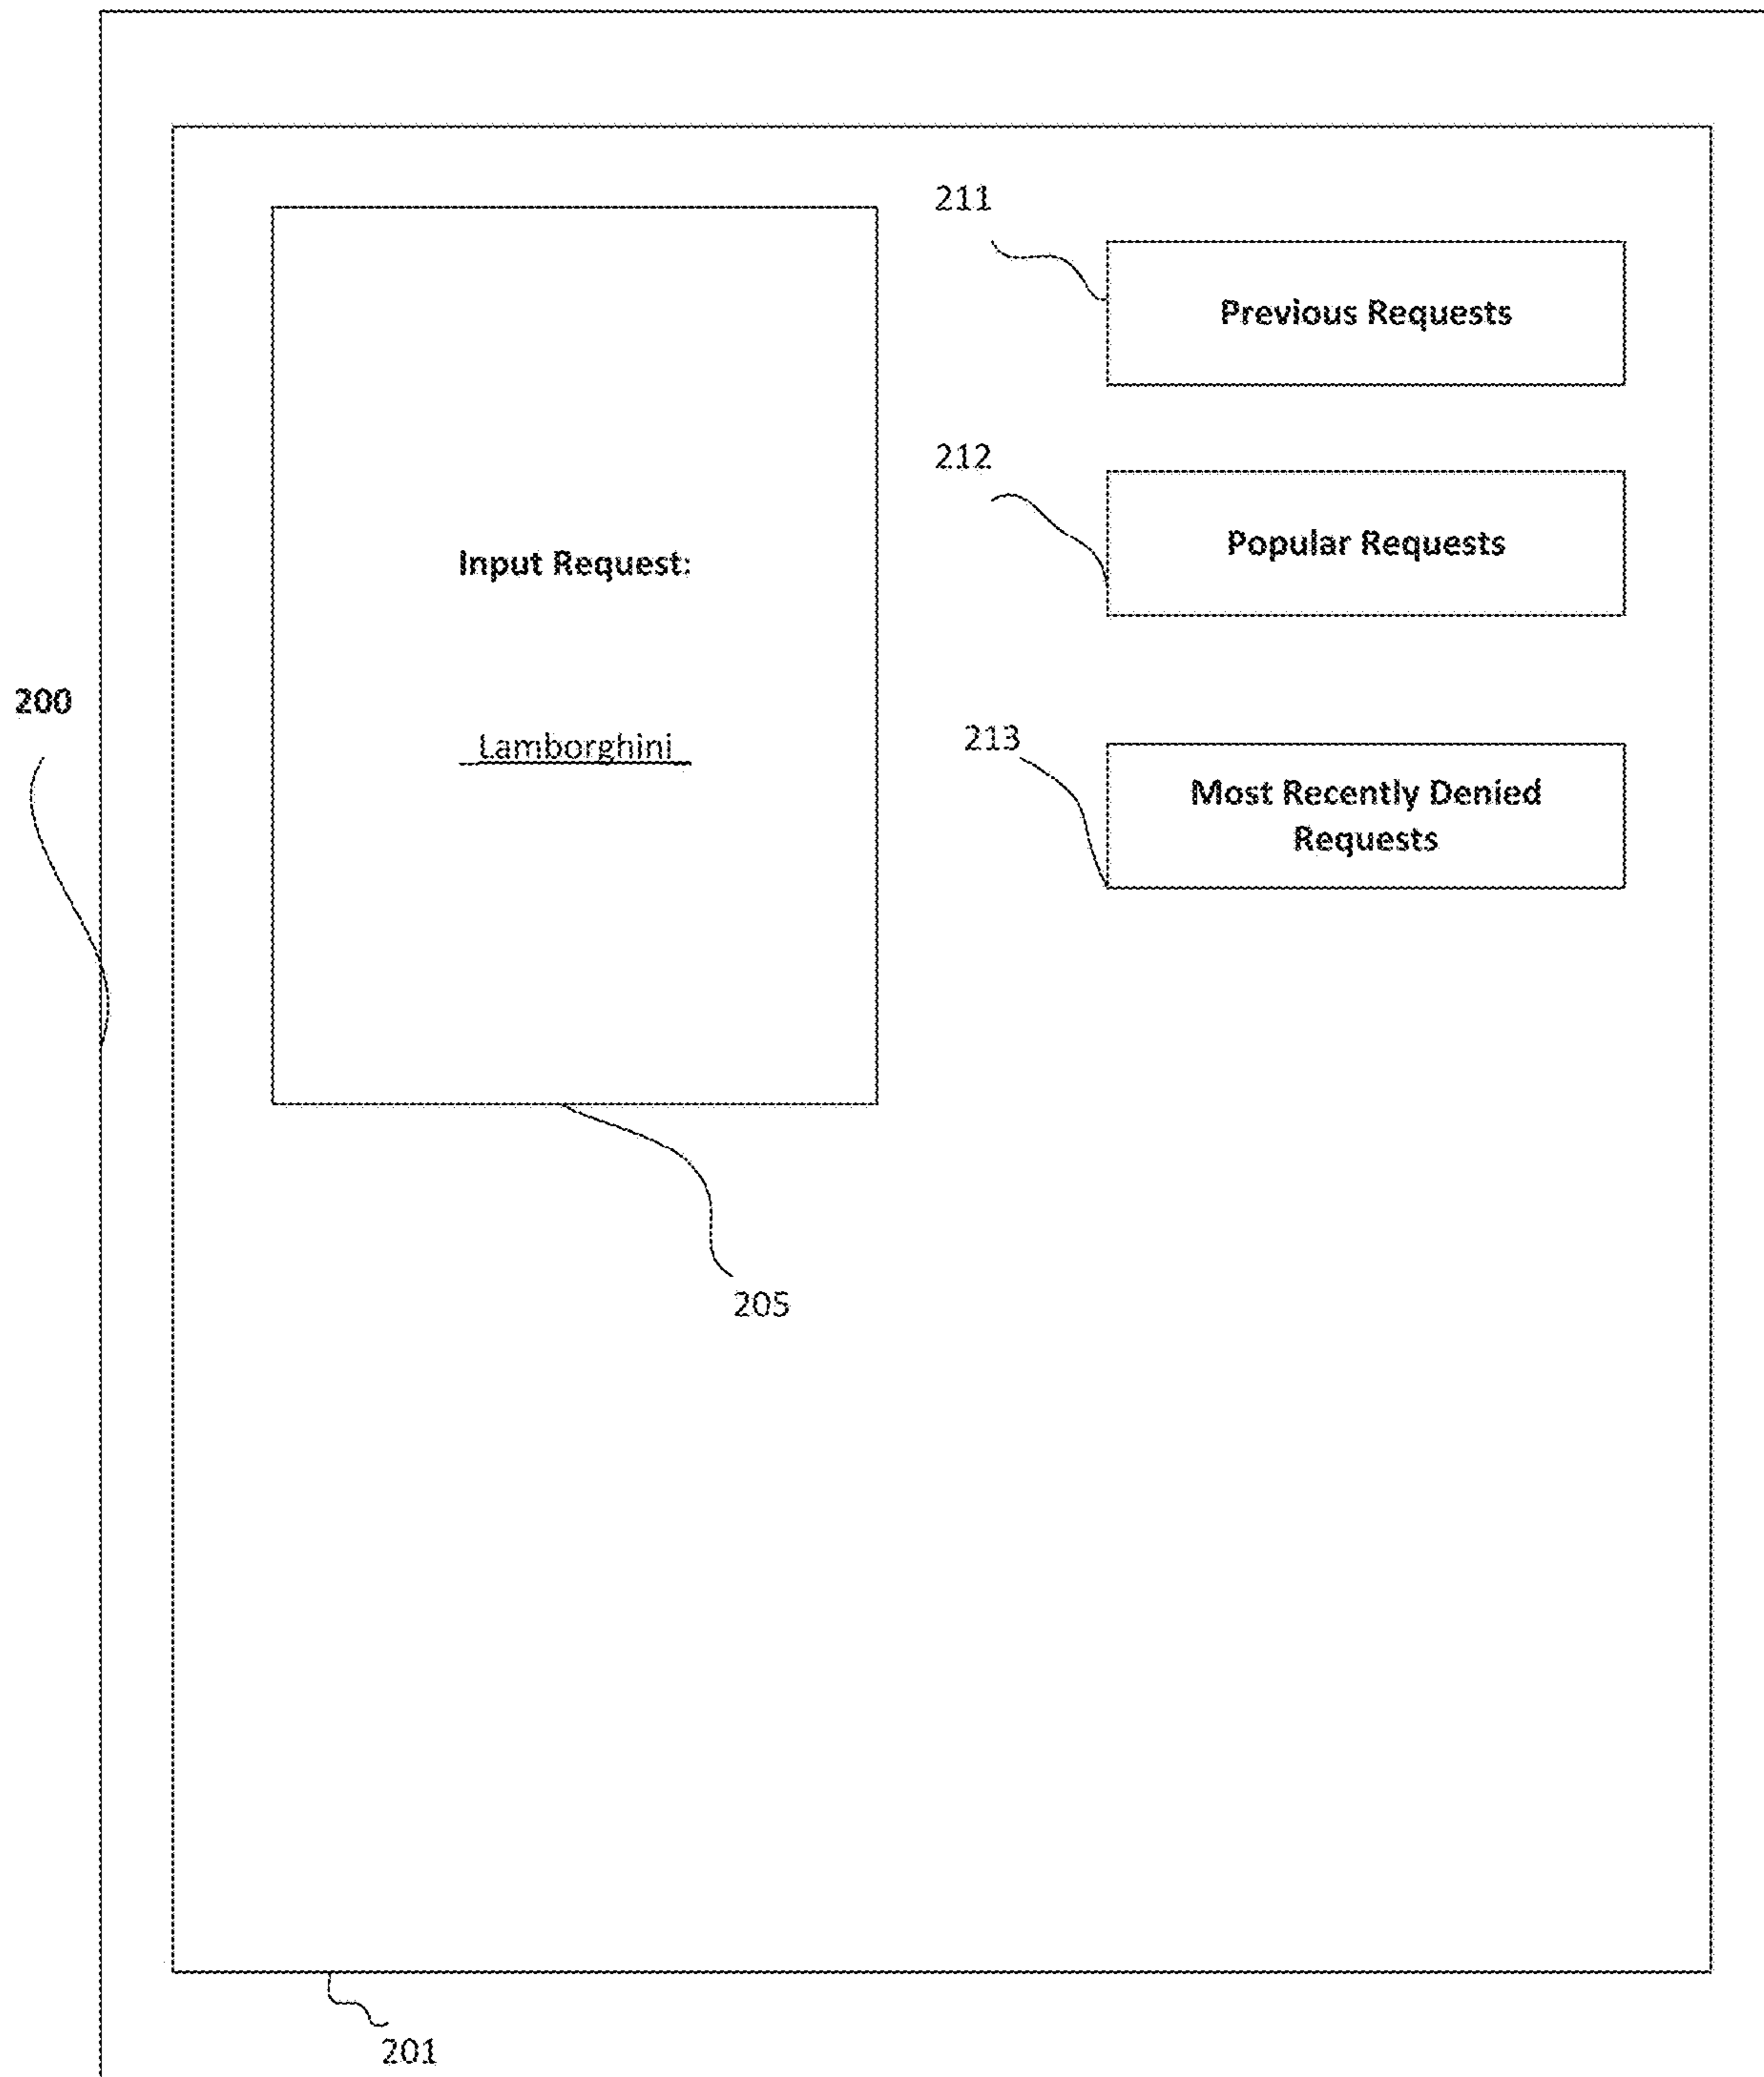 211
Previous Requests
212
Popular Requests
Input Request:
200
Lamborghini
213
Most Recently Denied
Requests
205
201